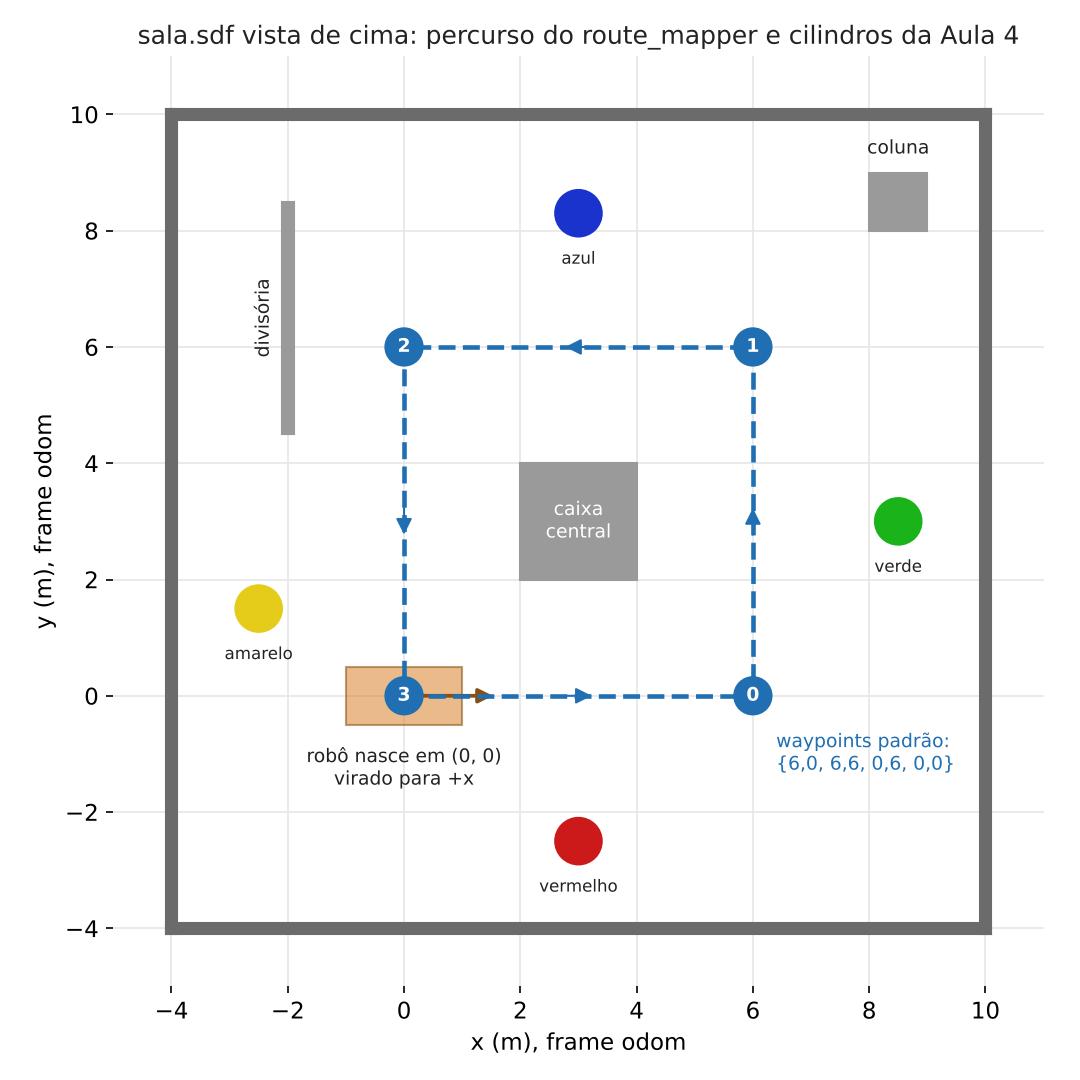 sala.sdf vista de cima: percurso do route_mapper e cilindros da Aula 4
10
coluna
8
azul
divisória
6
2
1
y (m), frame odom
4
caixa
central
verde
2
amarelo
0
3
0
robô nasce em (0, 0)
virado para +x
waypoints padrão:
{6,0, 6,6, 0,6, 0,0}
−2
vermelho
−4
−4
−2
0
2
4
6
8
10
x (m), frame odom